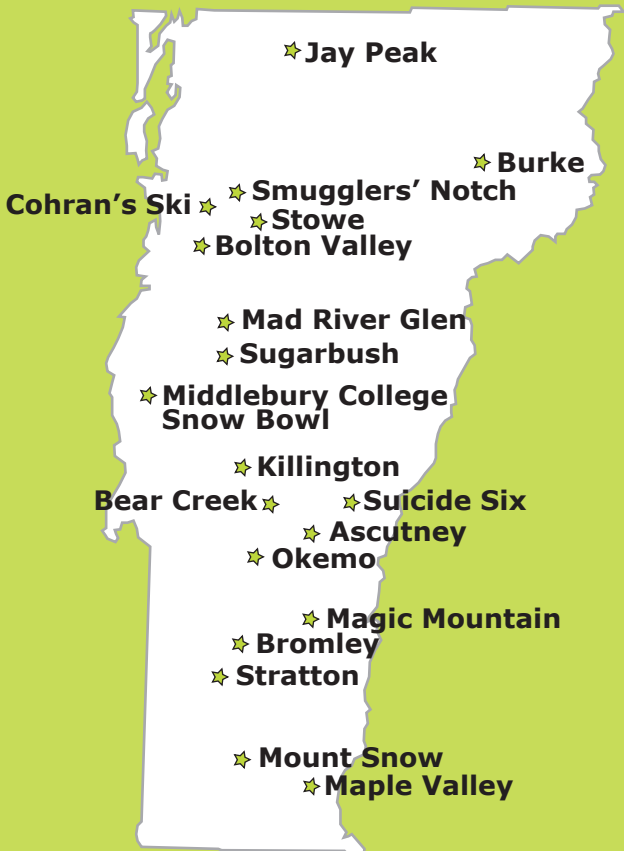 Jay Peak
Burke
Smugglers’ Notch
Cohran’s Ski
Stowe
Bolton Valley
Mad River Glen
Sugarbush
Middlebury College
Snow Bowl
Killington
Bear Creek
Suicide Six
Ascutney
Okemo
Magic Mountain
Bromley
Stratton
Mount Snow
Maple Valley